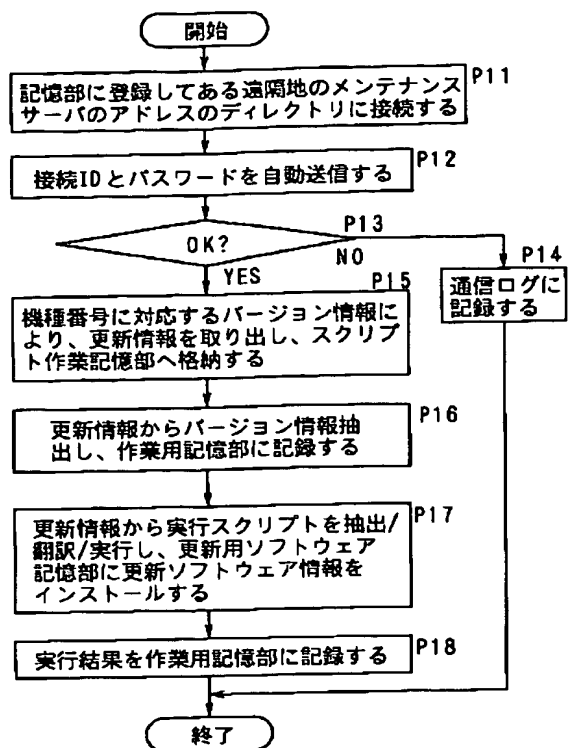 開始
P11
記憶部に登録してある遠隔地のメンテナンス
サーバのアドレスのディレクトリに接続する
P12
接続IDとパスワードを自動送信する
P13
OK?
NO
YES
P14
通信ログに
記録する
P15
機種番号に対応するバージョン情報に
より、更新情報を取り出し、スクリプ
ト作業記憶部へ格納する
P16
更新情報からバージョン情報抽
出し、作業用記憶部に記録する
P17
更新情報から実行スクリプトを抽出/
翻訳/実行し、更新用ソフトウェア
記憶部に更新ソフトウェア情報を
インストールする
P18
実行結果を作業用記憶部に記録する
終了